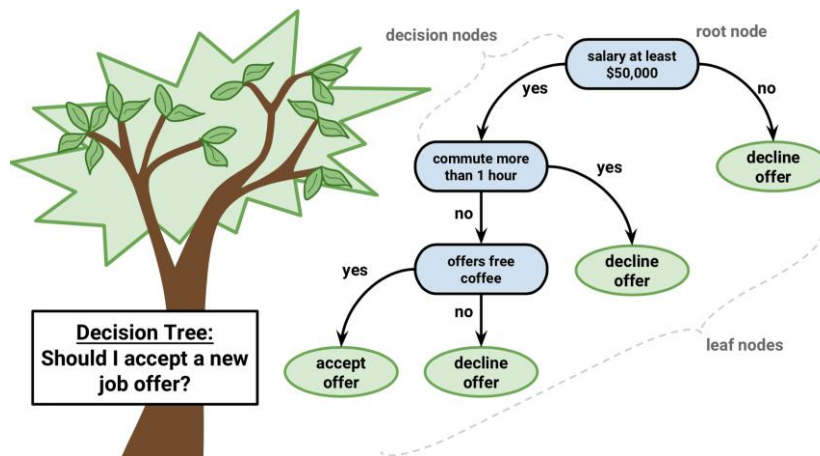 decision nodes
root node
salary at least
$50,000
yes
no
commute more
than 1 hour
yes
decline
offer
no
offers free
coffee
decline
offer
yes
no
Decision Tree:
Should I accept a new
job offer?
accept
offer
decline
offer
leaf nodes